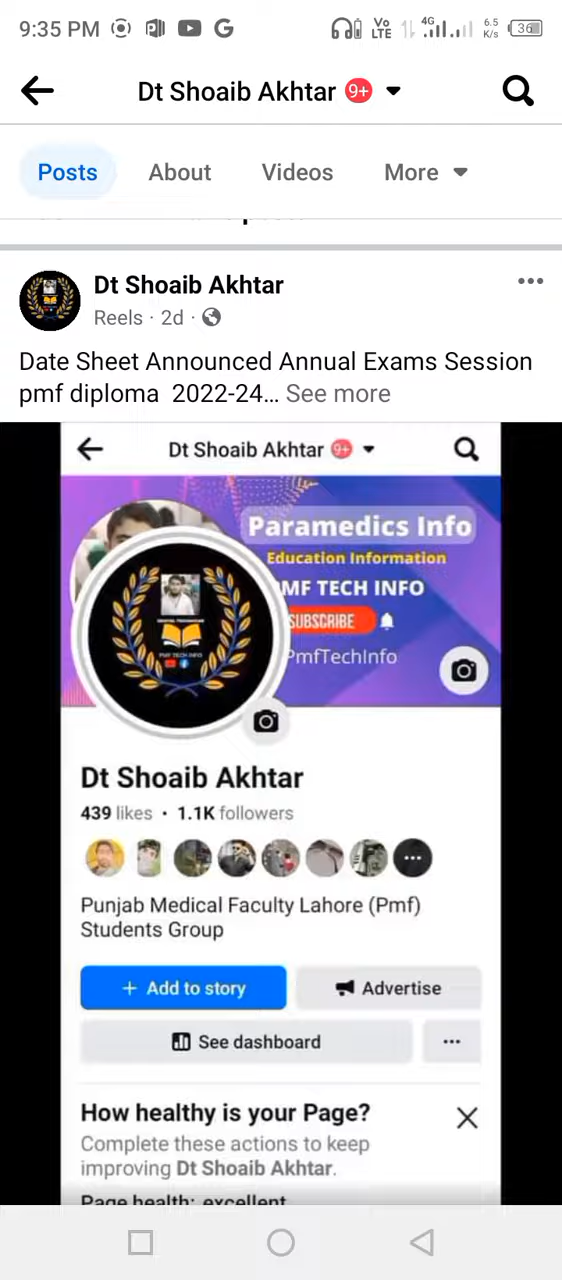 9:35 PM
Vo LTE
4G
6.5 K/s
36
Dt Shoaib Akhtar 9+
Posts About Videos More
Dt Shoaib Akhtar
Reels · 2d ·
Date Sheet Announced Annual Exams Session
pmf diploma 2022-24... See more
Dt Shoaib Akhtar 9+
Paramedics Info
Education Information
MF TECH INFO
SUBSCRIBE
PmfTechInfo
PMF TECH INFO
Dt Shoaib Akhtar
439 likes • 1.1K followers
Punjab Medical Faculty Lahore (Pmf)
Students Group
+ Add to story
Advertise
See dashboard
How healthy is your Page?
Complete these actions to keep
improving Dt Shoaib Akhtar.
Page health: excellent